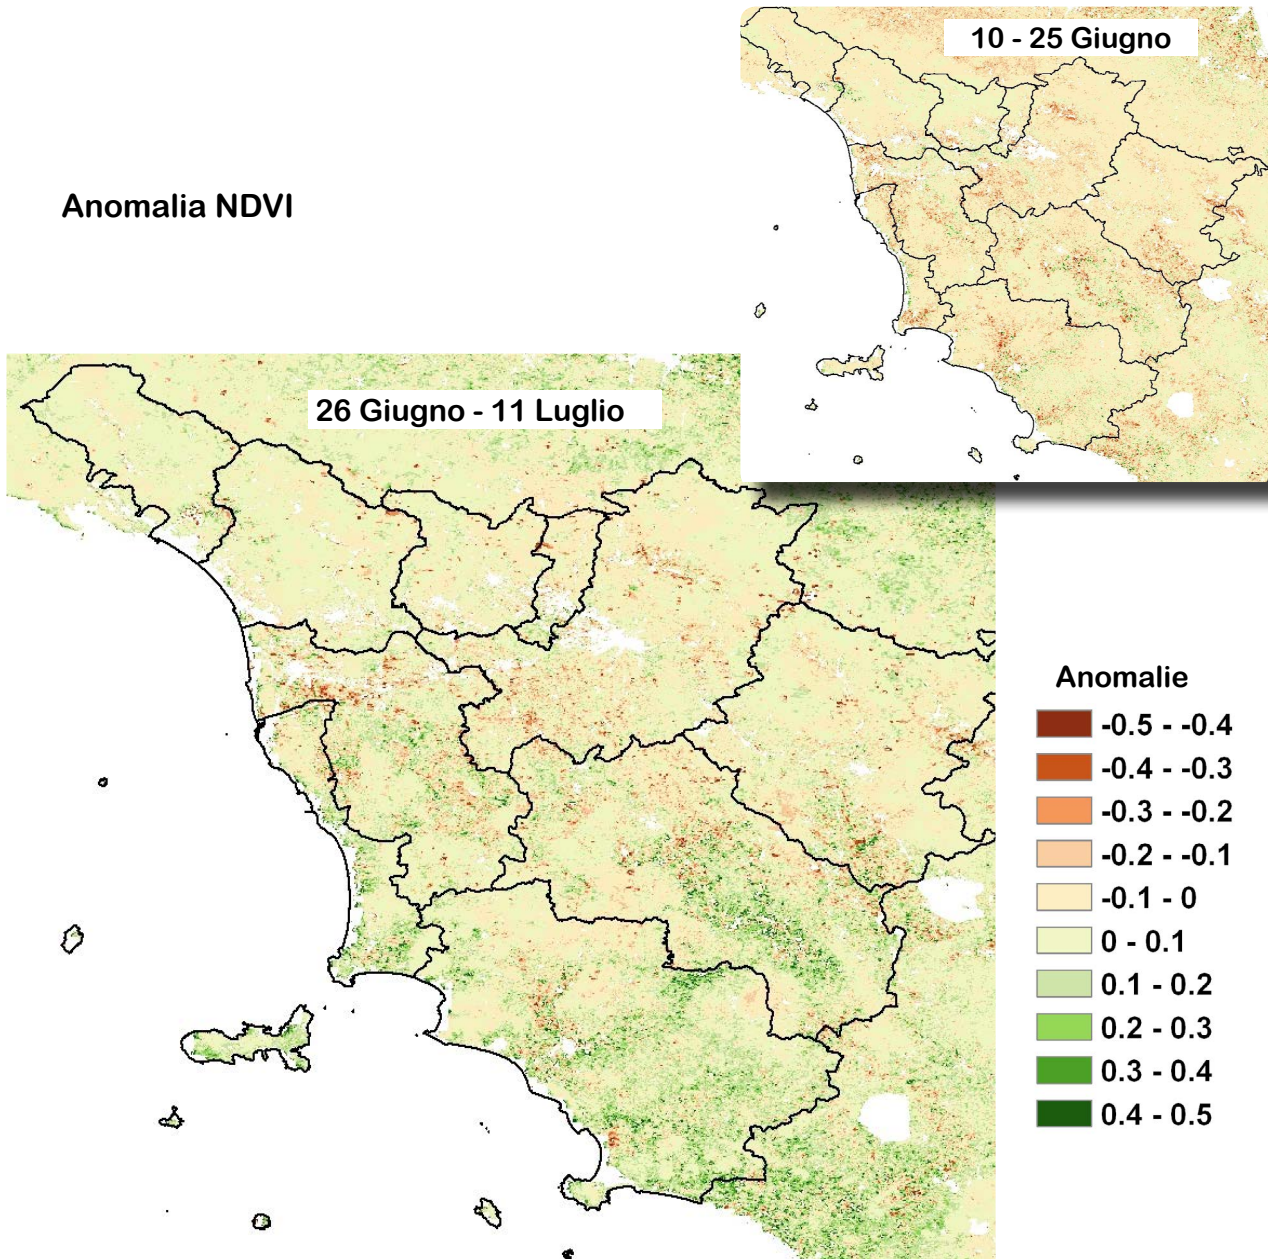 10 - 25 Giugno
Anomalia NDVI
26 Giugno - 11 Luglio
Anomalie
-0.5 - -0.4
-0.4 - -0.3
-0.3 - -0.2
-0.2 - -0.1
-0.1 - 0
0 - 0.1
0.1 - 0.2
0.2 - 0.3
0.3 - 0.4
0.4 - 0.5